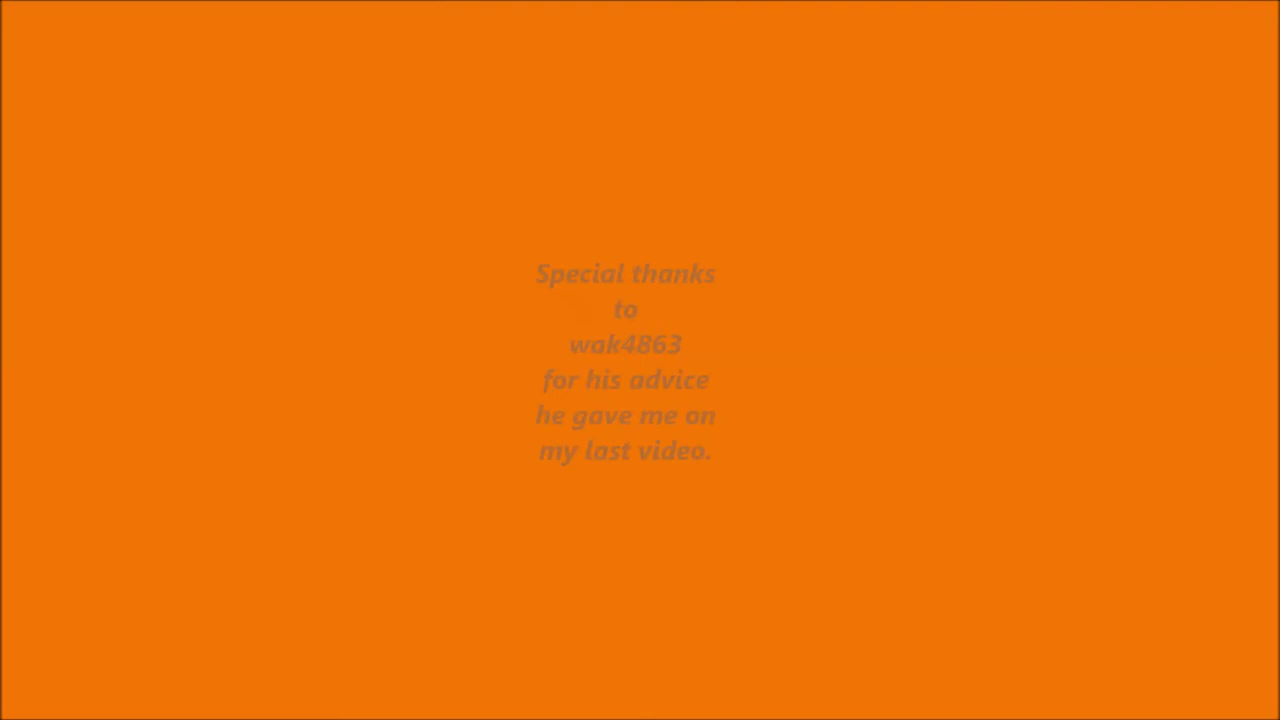 Special thanks
to
wak4863
for his advice
he gave me on
my last video.